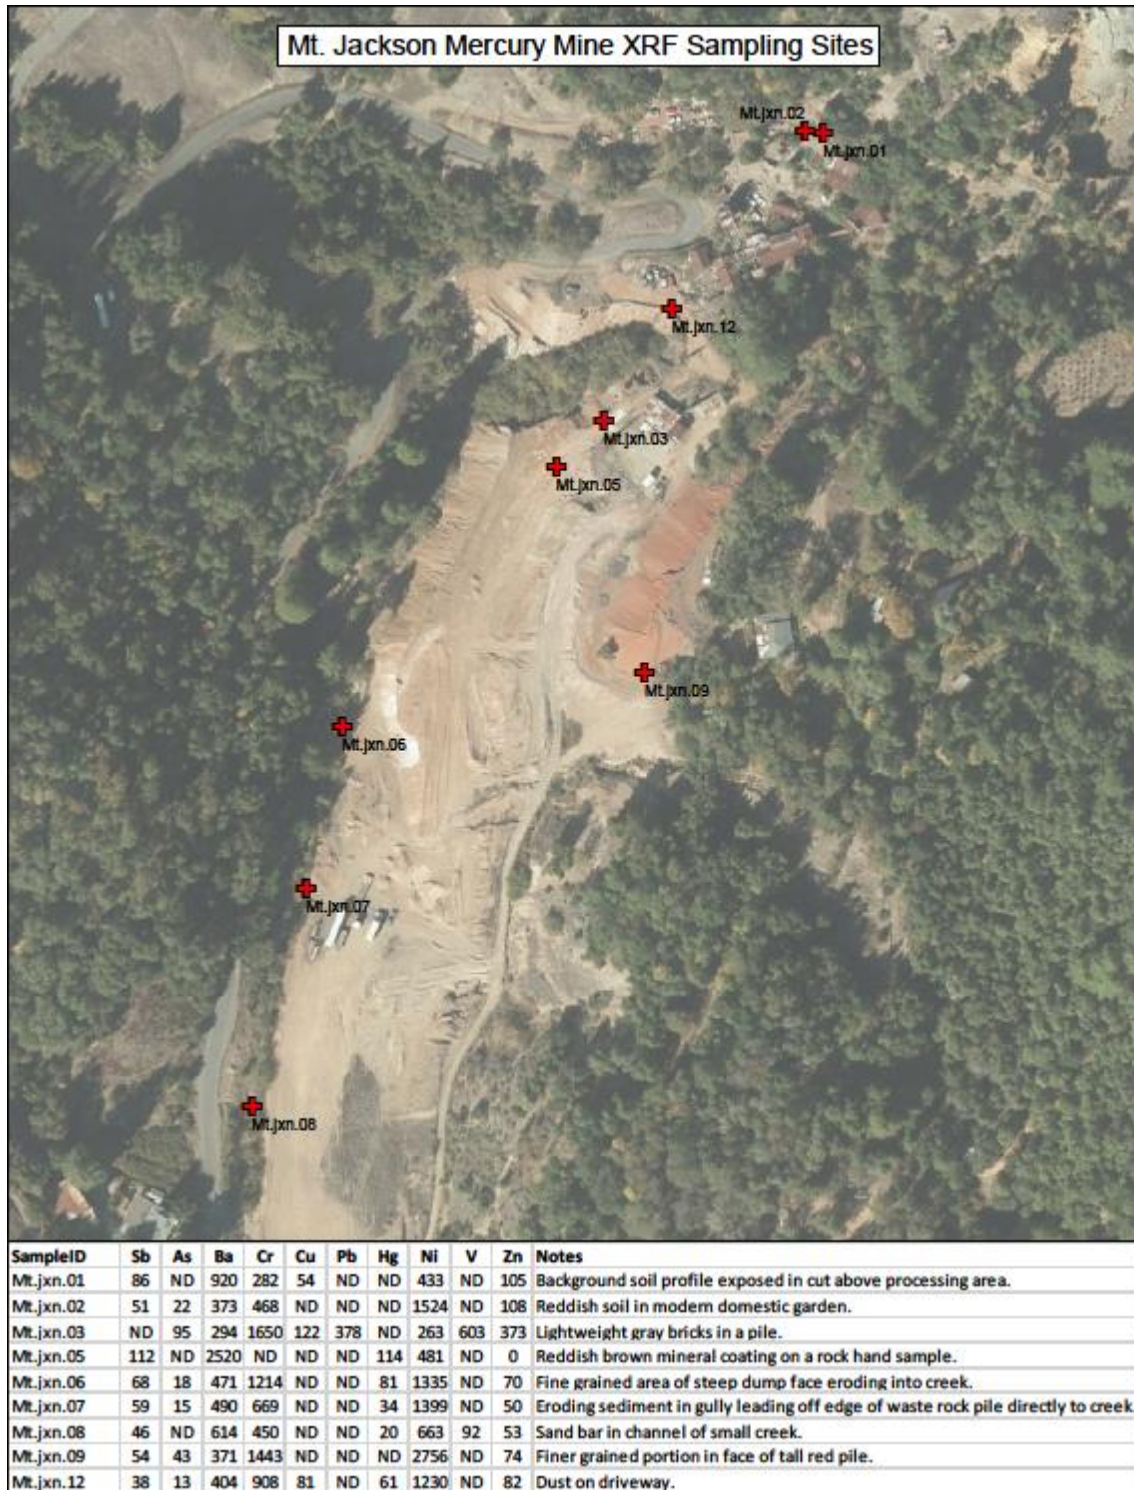 Mt. Jackson Mercury Mine XRF Sampling Sites
Mt.jxn.02
Mt.jxn.01
Mt.jxn.12
Mt.jxn.03
Mt.jxn.05
Mt.jxn.09
Mt.jxn.06
Mt.jxn.07
Mt.jxn.08
SampleID Sb As Ba Cr Cu Pb Hg Ni V Zn Notes
Mt.jxn.01 86 ND 920 282 54 ND ND 433 ND 105 Background soil profile exposed in cut above processing area.
Mt.jxn.02 51 22 373 468 ND ND ND 1524 ND 108 Reddish soil in modern domestic garden.
Mt.jxn.03 ND 95 294 1650 122 378 ND 263 603 373 Lightweight gray bricks in a pile.
Mt.jxn.05 112 ND 2520 ND ND ND 114 481 ND 0 Reddish brown mineral coating on a rock hand sample.
Mt.jxn.06 68 18 471 1214 ND ND 81 1335 ND 70 Fine grained area of steep dump face eroding into creek.
Mt.jxn.07 59 15 490 669 ND ND 34 1399 ND 50 Eroding sediment in gully leading off edge of waste rock pile directly to creek.
Mt.jxn.08 46 ND 614 450 ND ND 20 663 92 53 Sand bar in channel of small creek.
Mt.jxn.09 54 43 371 1443 ND ND ND 2756 ND 74 Finer grained portion in face of tall red pile.
Mt.jxn.12 38 13 404 908 81 ND 61 1230 ND 82 Dust on driveway.